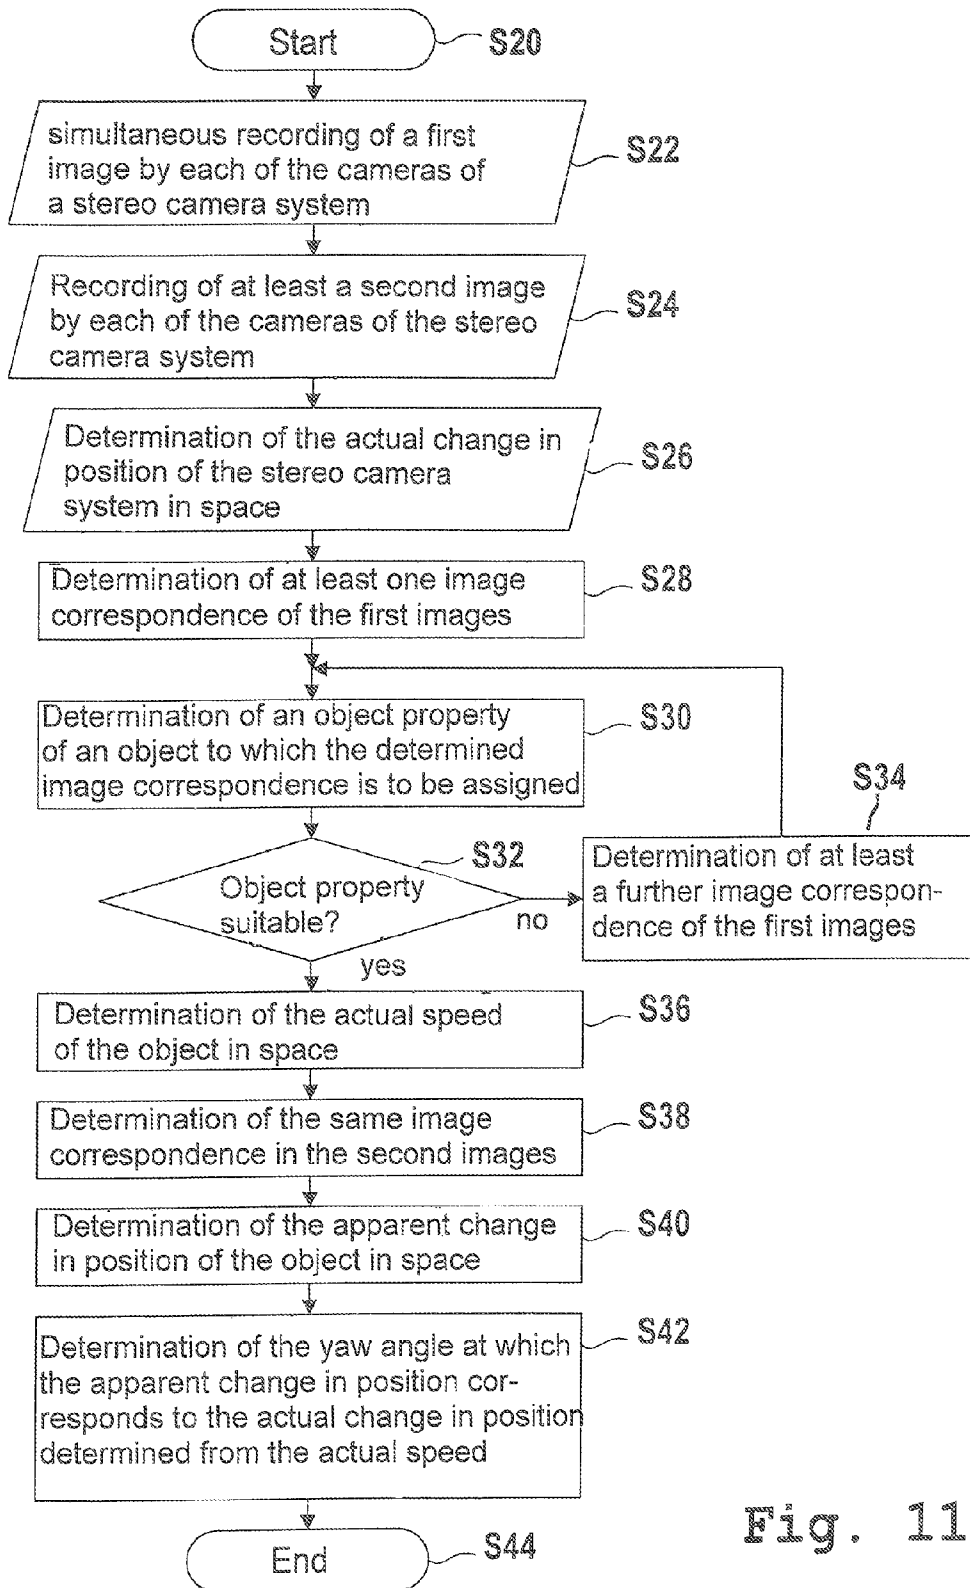 Start
S20
simultaneous recording of a first
image by each of the cameras of
a stereo camera system
S22
Recording of at least a second image
by each of the cameras of the stereo
camera system
S24
Determination of the actual change in
position of the stereo camera
system in space
S26
Determination of at least one image
correspondence of the first images
S28
Determination of an object property
of an object to which the determined
image correspondence is to be assigned
S30
S32
Object property
suitable?
no
yes
S34
Determination of at least
a further image correspon-
dence of the first images
Determination of the actual speed
of the object in space
S36
Determination of the same image
correspondence in the second images
S38
Determination of the apparent change
in position of the object in space
S40
Determination of the yaw angle at which
the apparent change in position cor-
responds to the actual change in position
determined from the actual speed
S42
End
S44
Fig. 11